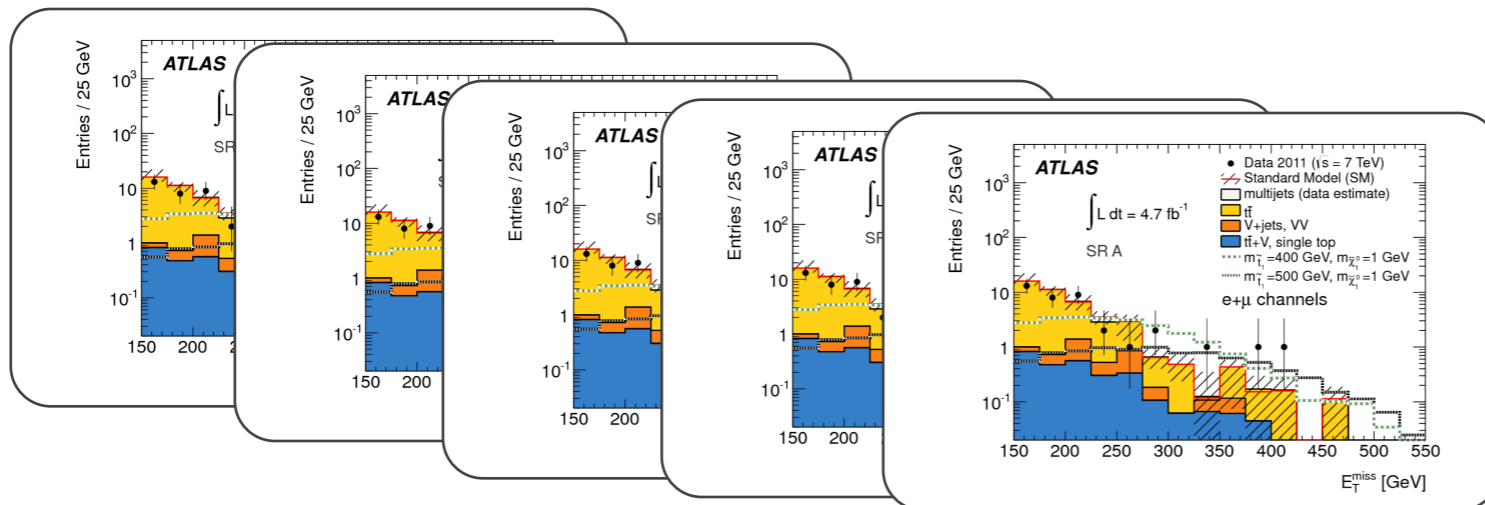 Entries / 25 GeV
ATLAS
∫L
SR
10³
10²
10
1
10⁻¹
150 200
Entries / 25 GeV
ATLAS
10³
10²
10
1
10⁻¹
150 200
Entries / 25 GeV
ATLAS
∫L
SR
10³
10²
10
1
10⁻¹
150 200
Entries / 25 GeV
ATLAS
∫L
SR
10³
10²
10
1
10⁻¹
150 200
Entries / 25 GeV
ATLAS
∫L dt = 4.7 fb⁻¹
SR A
Data 2011 (√s = 7 TeV)
Standard Model (SM)
multijets (data estimate)
tt̄
V+jets, VV
tt̄+V, single top
m_t̃₁=400 GeV, m_χ̃₁⁰=1 GeV
m_t̃₁=500 GeV, m_χ̃₁⁰=1 GeV
e+μ channels
10³
10²
10
1
10⁻¹
150 200 250 300 350 400 450 500 550
E_T^miss [GeV]